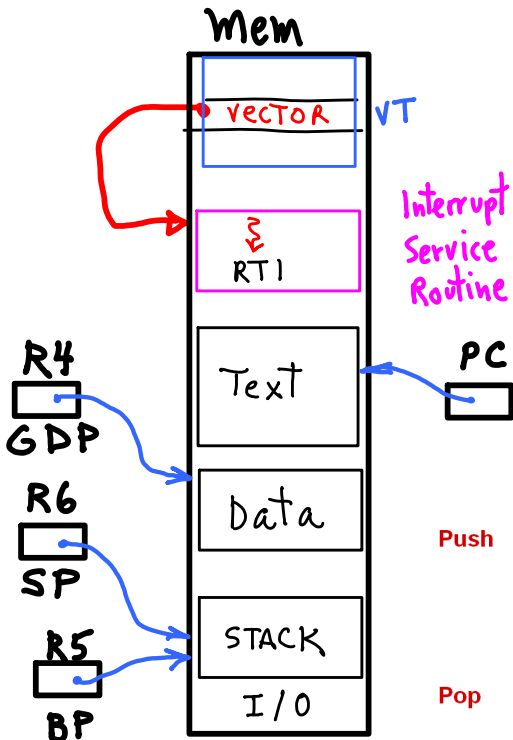 Mem
VECTOR
VT
Interrupt
Service
Routine
RTI
R4
GDP
Text
PC
R6
SP
Data
Push
R5
BP
STACK
I/O
Pop